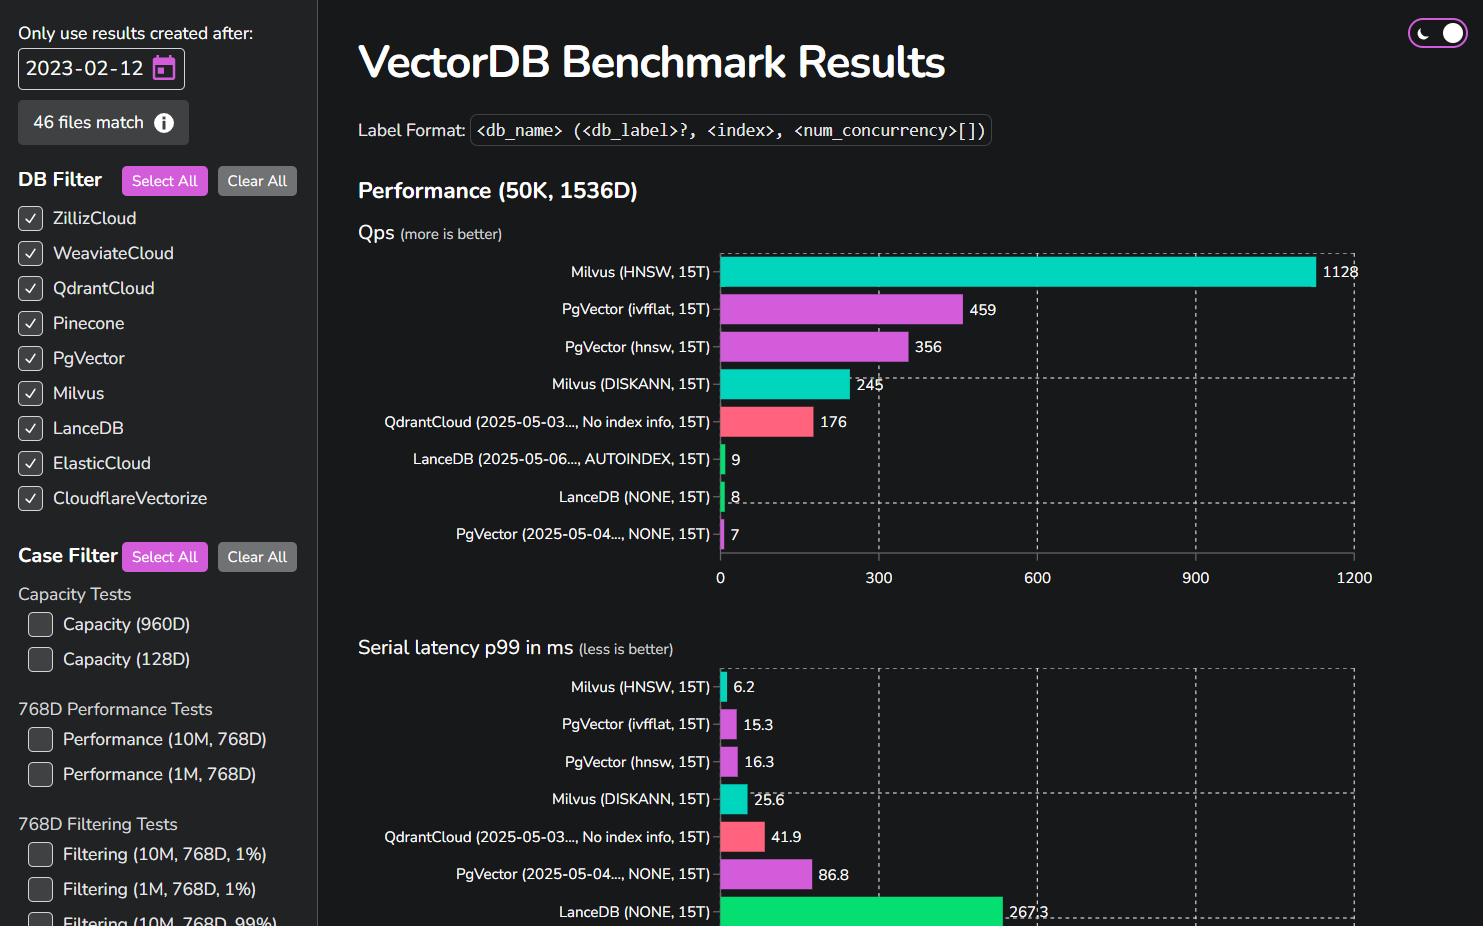 Only use results created after:
2023-02-12
46 files match
DB Filter
Select All
Clear All
ZillizCloud
WeaviateCloud
QdrantCloud
Pinecone
PgVector
Milvus
LanceDB
ElasticCloud
CloudflareVectorize
Case Filter
Select All
Clear All
Capacity Tests
Capacity (960D)
Capacity (128D)
768D Performance Tests
Performance (10M, 768D)
Performance (1M, 768D)
768D Filtering Tests
Filtering (10M, 768D, 1%)
Filtering (1M, 768D, 1%)
Filtering (10M, 768D, 99%)
VectorDB Benchmark Results
Label Format: <db_name> (<db_label>?, <index>, <num_concurrency>[])
Performance (50K, 1536D)
Qps (more is better)
Milvus (HNSW, 15T) 1128
PgVector (ivfflat, 15T) 459
PgVector (hnsw, 15T) 356
Milvus (DISKANN, 15T) 245
QdrantCloud (2025-05-03..., No index info, 15T) 176
LanceDB (2025-05-06..., AUTOINDEX, 15T) 9
LanceDB (NONE, 15T) 8
PgVector (2025-05-04..., NONE, 15T) 7
0 300 600 900 1200
Serial latency p99 in ms (less is better)
Milvus (HNSW, 15T) 6.2
PgVector (ivfflat, 15T) 15.3
PgVector (hnsw, 15T) 16.3
Milvus (DISKANN, 15T) 25.6
QdrantCloud (2025-05-03..., No index info, 15T) 41.9
PgVector (2025-05-04..., NONE, 15T) 86.8
LanceDB (NONE, 15T) 267.3